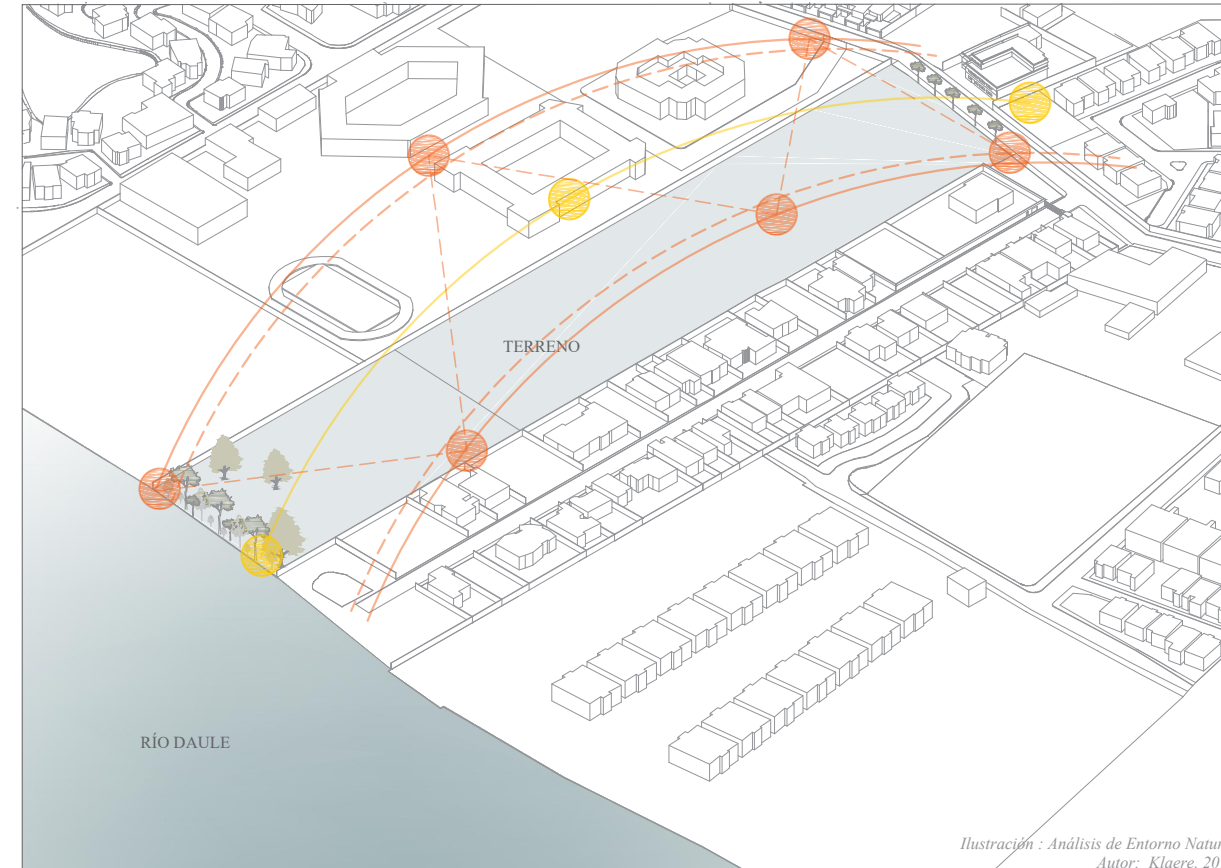 TERRENO
RÍO DAULE
Ilustración : Análisis de Entorno Natur
Autor: Klaere, 20